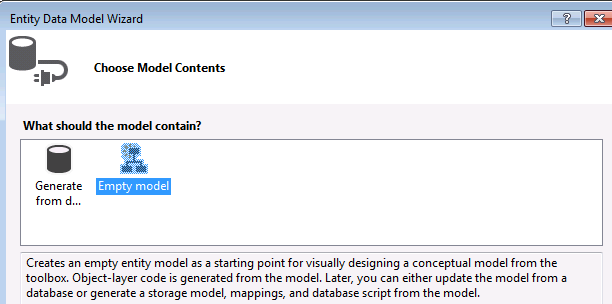 Entity Data Model Wizard
Choose Model Contents
What should the model contain?
Generate
from d...
Empty model
Creates an empty entity model as a starting point for visually designing a conceptual model from the
toolbox. Object-layer code is generated from the model. Later, you can either update the model from a
database or generate a storage model, mappings, and database script from the model.